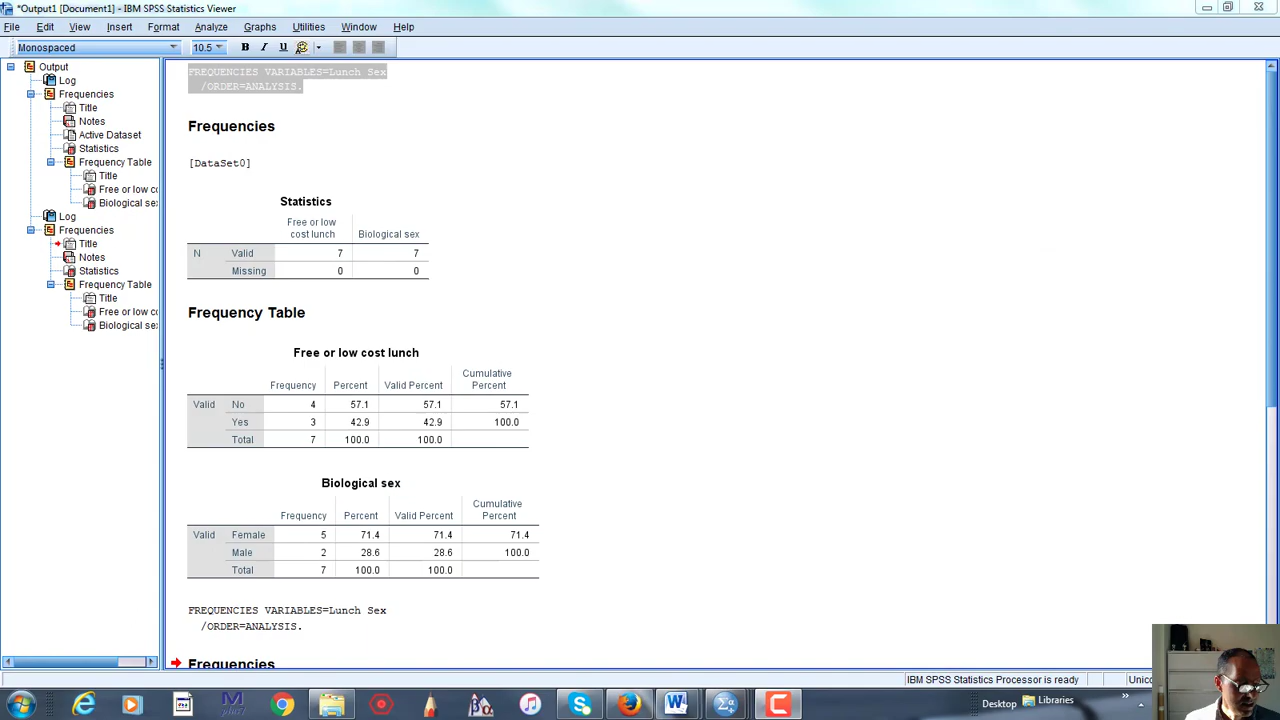 *Output1 [Document1] - IBM SPSS Statistics Viewer
File Edit View Insert Format Analyze Graphs Utilities Window Help
Monospaced 10.5 B I U
Output
Log
Frequencies
Title
Notes
Active Dataset
Statistics
Frequency Table
Title
Free or low co
Biological se
Log
Frequencies
Title
Notes
Statistics
Frequency Table
Title
Free or low co
Biological se
FREQUENCIES VARIABLES=Lunch Sex
/ORDER=ANALYSIS.
Frequencies
[DataSet0]
Statistics
Free or low
cost lunch Biological sex
N Valid 7 7
Missing 0 0
Frequency Table
Free or low cost lunch
Frequency Percent Valid Percent Cumulative
Percent
Valid No 4 57.1 57.1 57.1
Yes 3 42.9 42.9 100.0
Total 7 100.0 100.0
Biological sex
Frequency Percent Valid Percent Cumulative
Percent
Valid Female 5 71.4 71.4 71.4
Male 2 28.6 28.6 100.0
Total 7 100.0 100.0
FREQUENCIES VARIABLES=Lunch Sex
/ORDER=ANALYSIS.
Frequencies
IBM SPSS Statistics Processor is ready Unic
Desktop Libraries